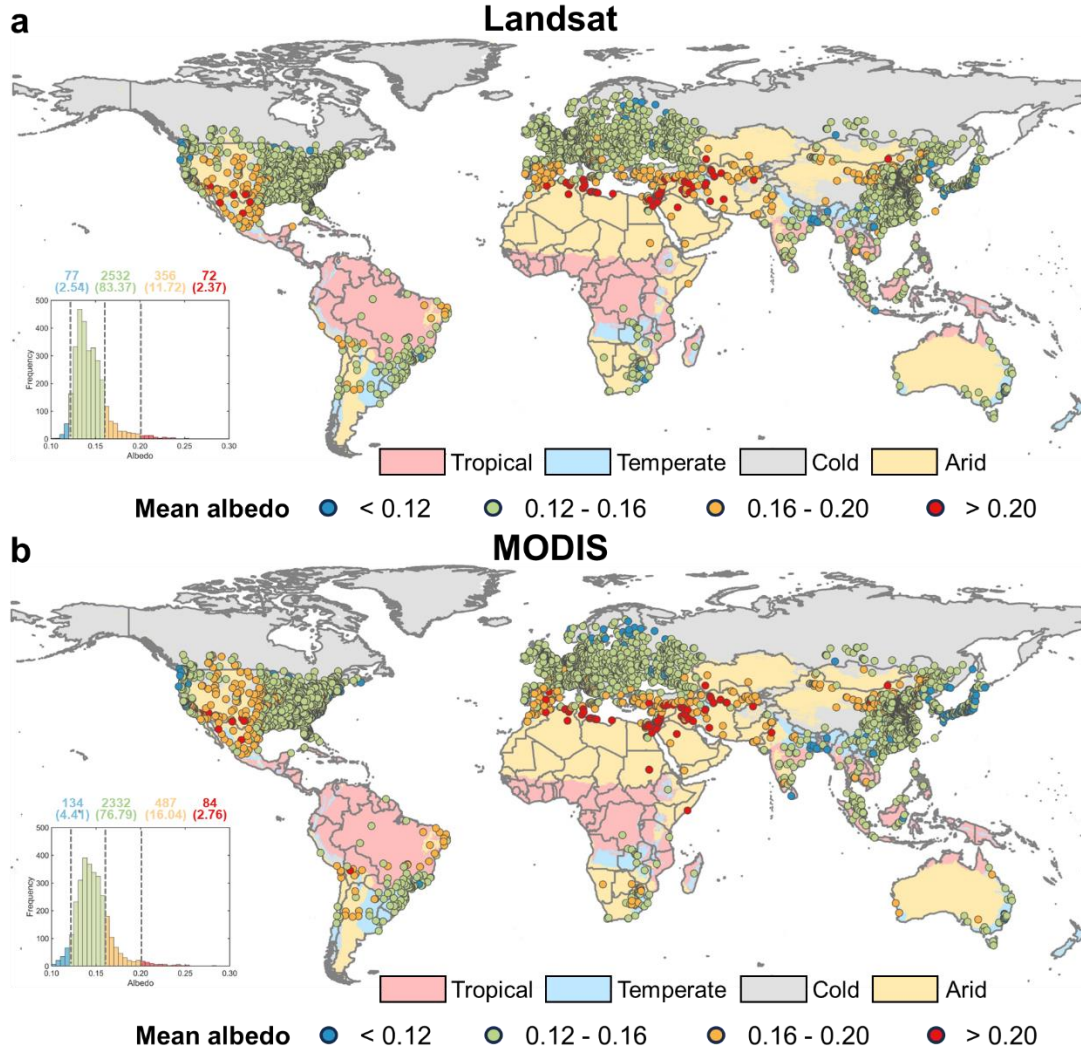 a
Landsat
77 2532 356 72
(2.54) (83.37) (11.72) (2.37)
500
400
300
200
100
0
Frequency
0.10 0.15 0.20 0.25 0.30
Albedo
Tropical Temperate Cold Arid
Mean albedo < 0.12 0.12 - 0.16 0.16 - 0.20 > 0.20
b
MODIS
134 2332 487 84
(4.41) (76.79) (16.04) (2.76)
500
400
300
200
100
0
Frequency
0.10 0.15 0.20 0.25 0.30
Albedo
Tropical Temperate Cold Arid
Mean albedo < 0.12 0.12 - 0.16 0.16 - 0.20 > 0.20